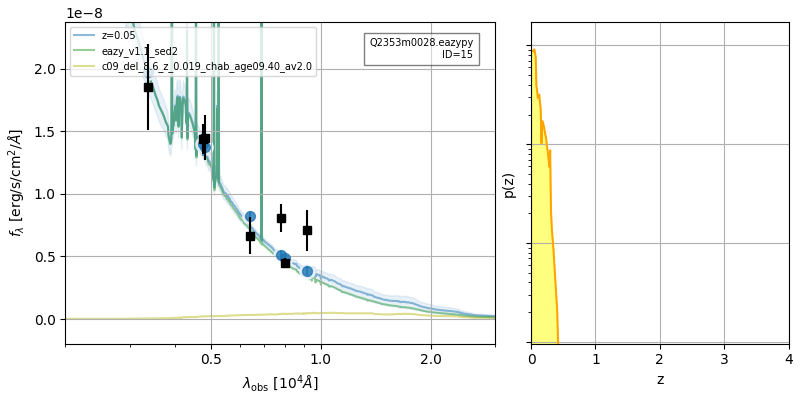 1e−8
z=0.05
eazy_v1.1_sed2
c09_del_8.6_z_0.019_chab_age09.40_av2.0
Q2353m0028.eazypy
ID=15
2.0
1.5
1.0
0.5
0.0
fλ [erg/s/cm²/Å]
0.5
1.0
2.0
λobs [10⁴Å]
p(z)
0
1
2
3
4
z